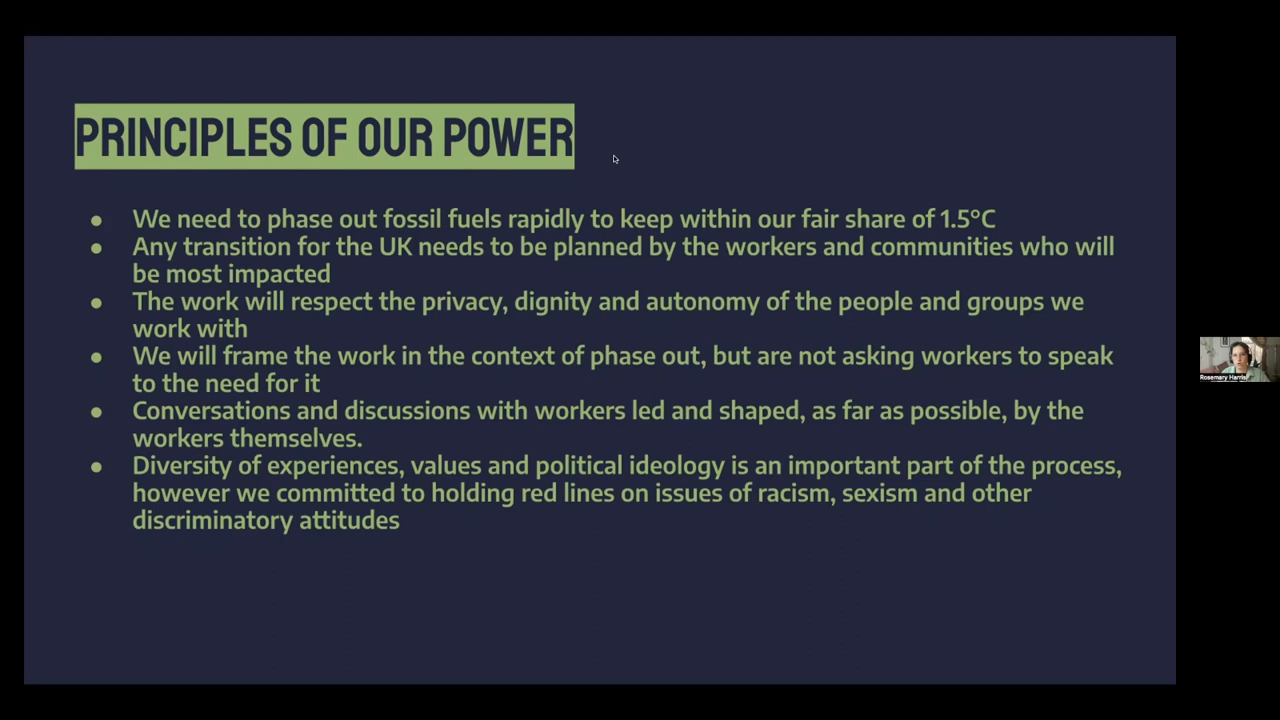 PRINCIPLES OF OUR POWER
● We need to phase out fossil fuels rapidly to keep within our fair share of 1.5°C
● Any transition for the UK needs to be planned by the workers and communities who will
be most impacted
● The work will respect the privacy, dignity and autonomy of the people and groups we
work with
● We will frame the work in the context of phase out, but are not asking workers to speak
to the need for it
● Conversations and discussions with workers led and shaped, as far as possible, by the
workers themselves.
● Diversity of experiences, values and political ideology is an important part of the process,
however we committed to holding red lines on issues of racism, sexism and other
discriminatory attitudes
Rosemary Harris